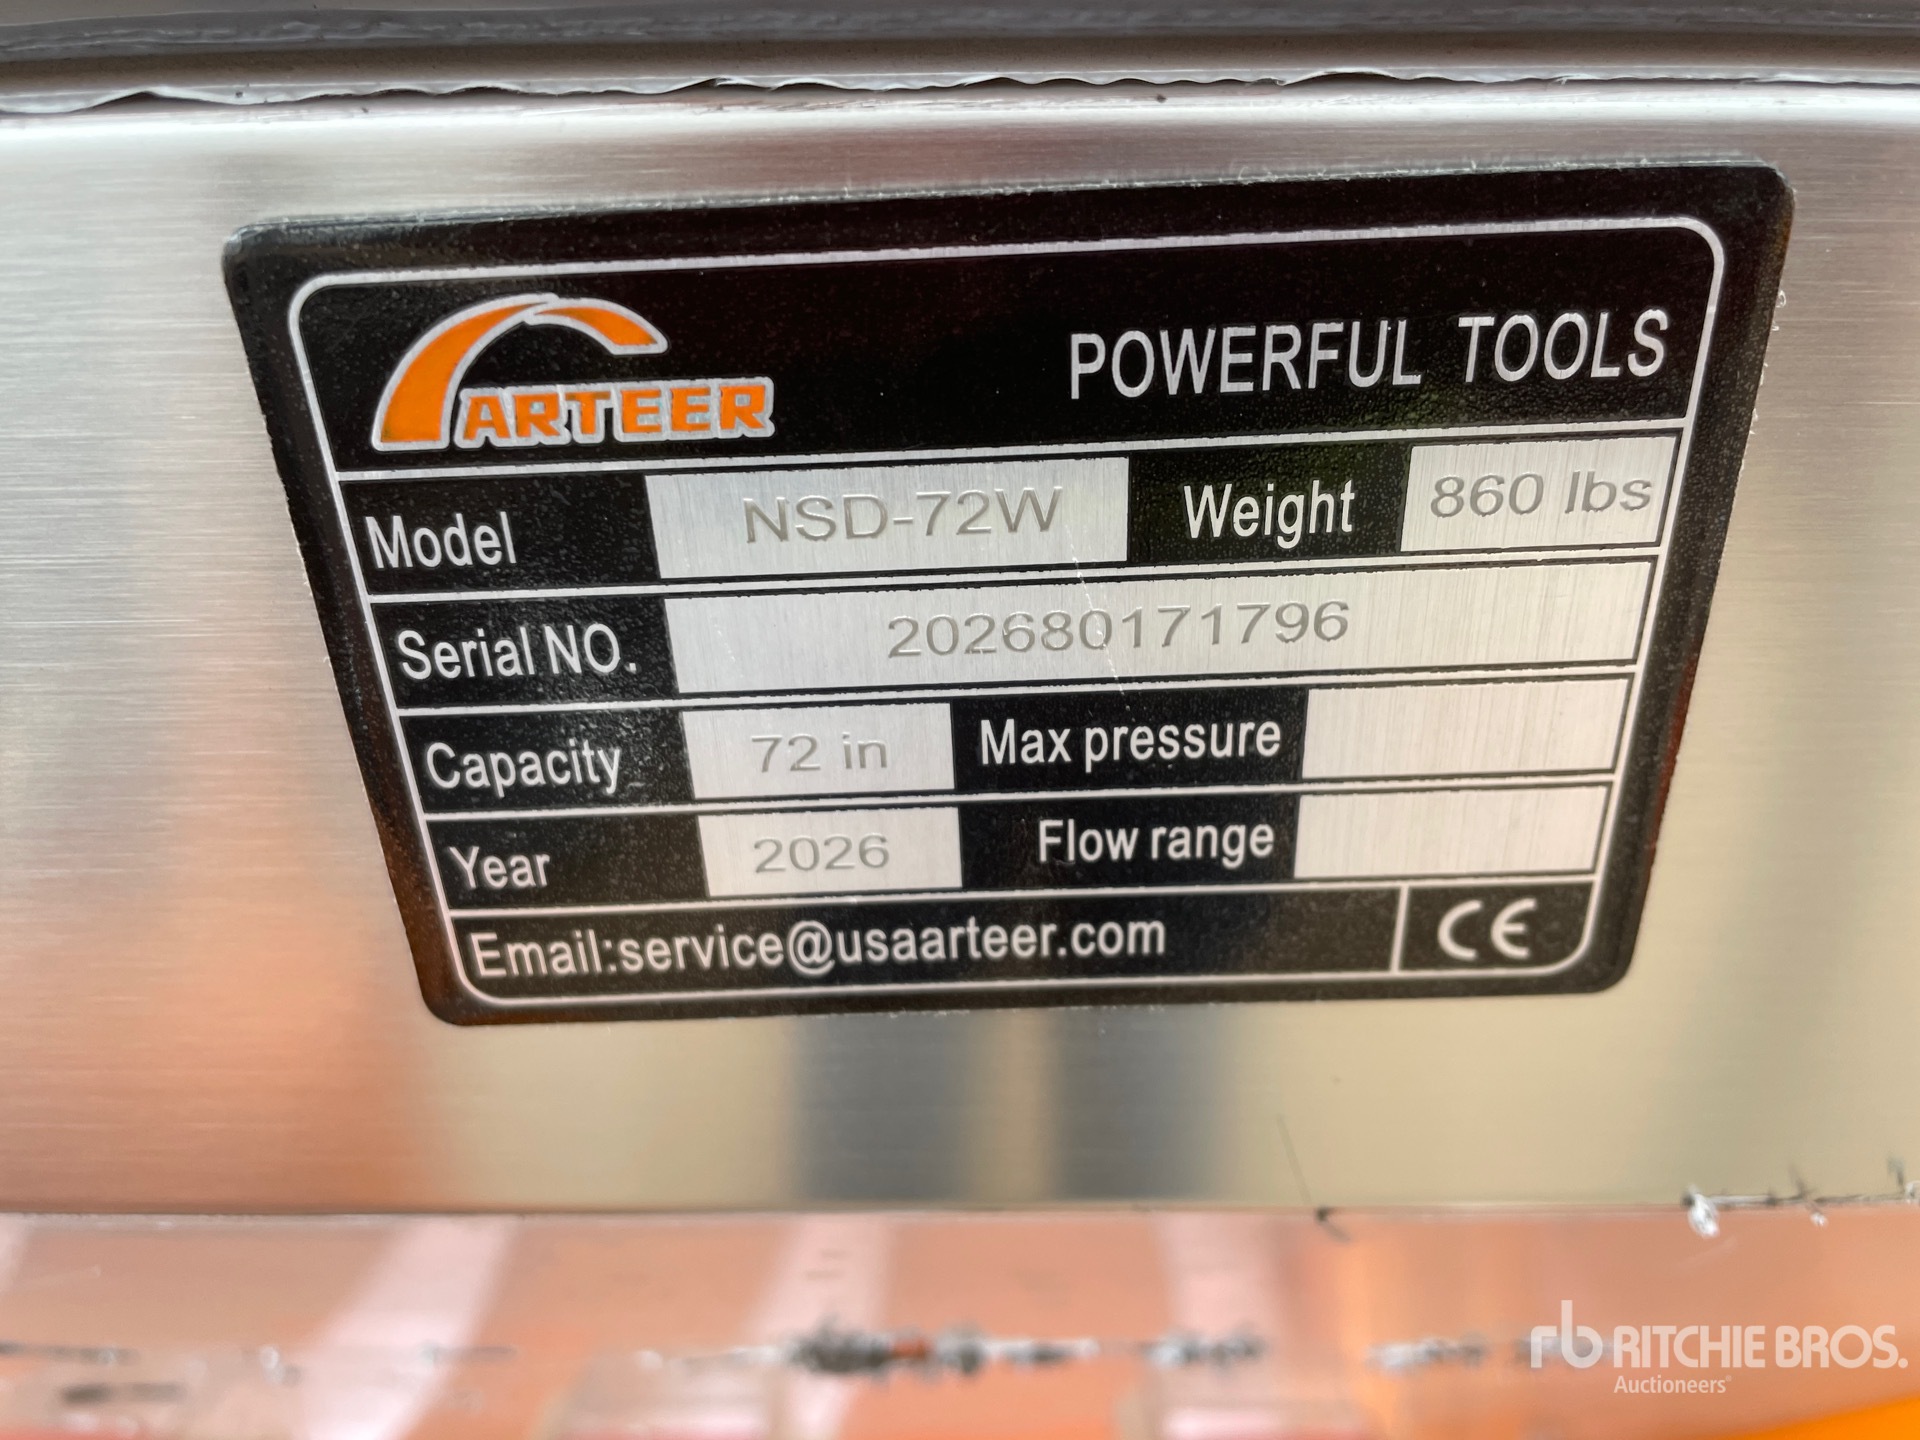 ARTEER
POWERFUL TOOLS
Model NSD-72W Weight 860 lbs
Serial NO. 202680171796
Capacity 72 in Max pressure
Year 2026 Flow range
Email:service@usaarteer.com CE
rb RITCHIE BROS.
Auctioneers